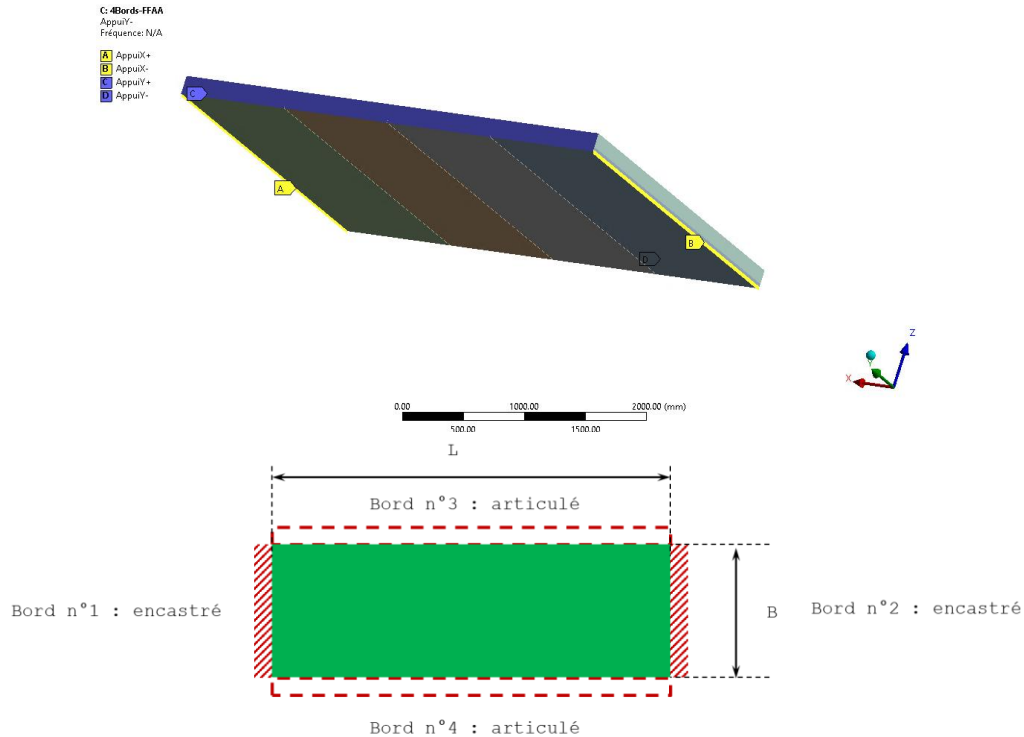 C: 4Bords-FFAA
AppuiY-
Fréquence: N/A
A AppuiX+
B AppuiX-
C AppuiY+
D AppuiY-
C
A
B
D
Z
Y
X
0.00 1000.00 2000.00 (mm)
500.00 1500.00
L
Bord n°3 : articulé
Bord n°1 : encastré
B
Bord n°2 : encastré
Bord n°4 : articulé